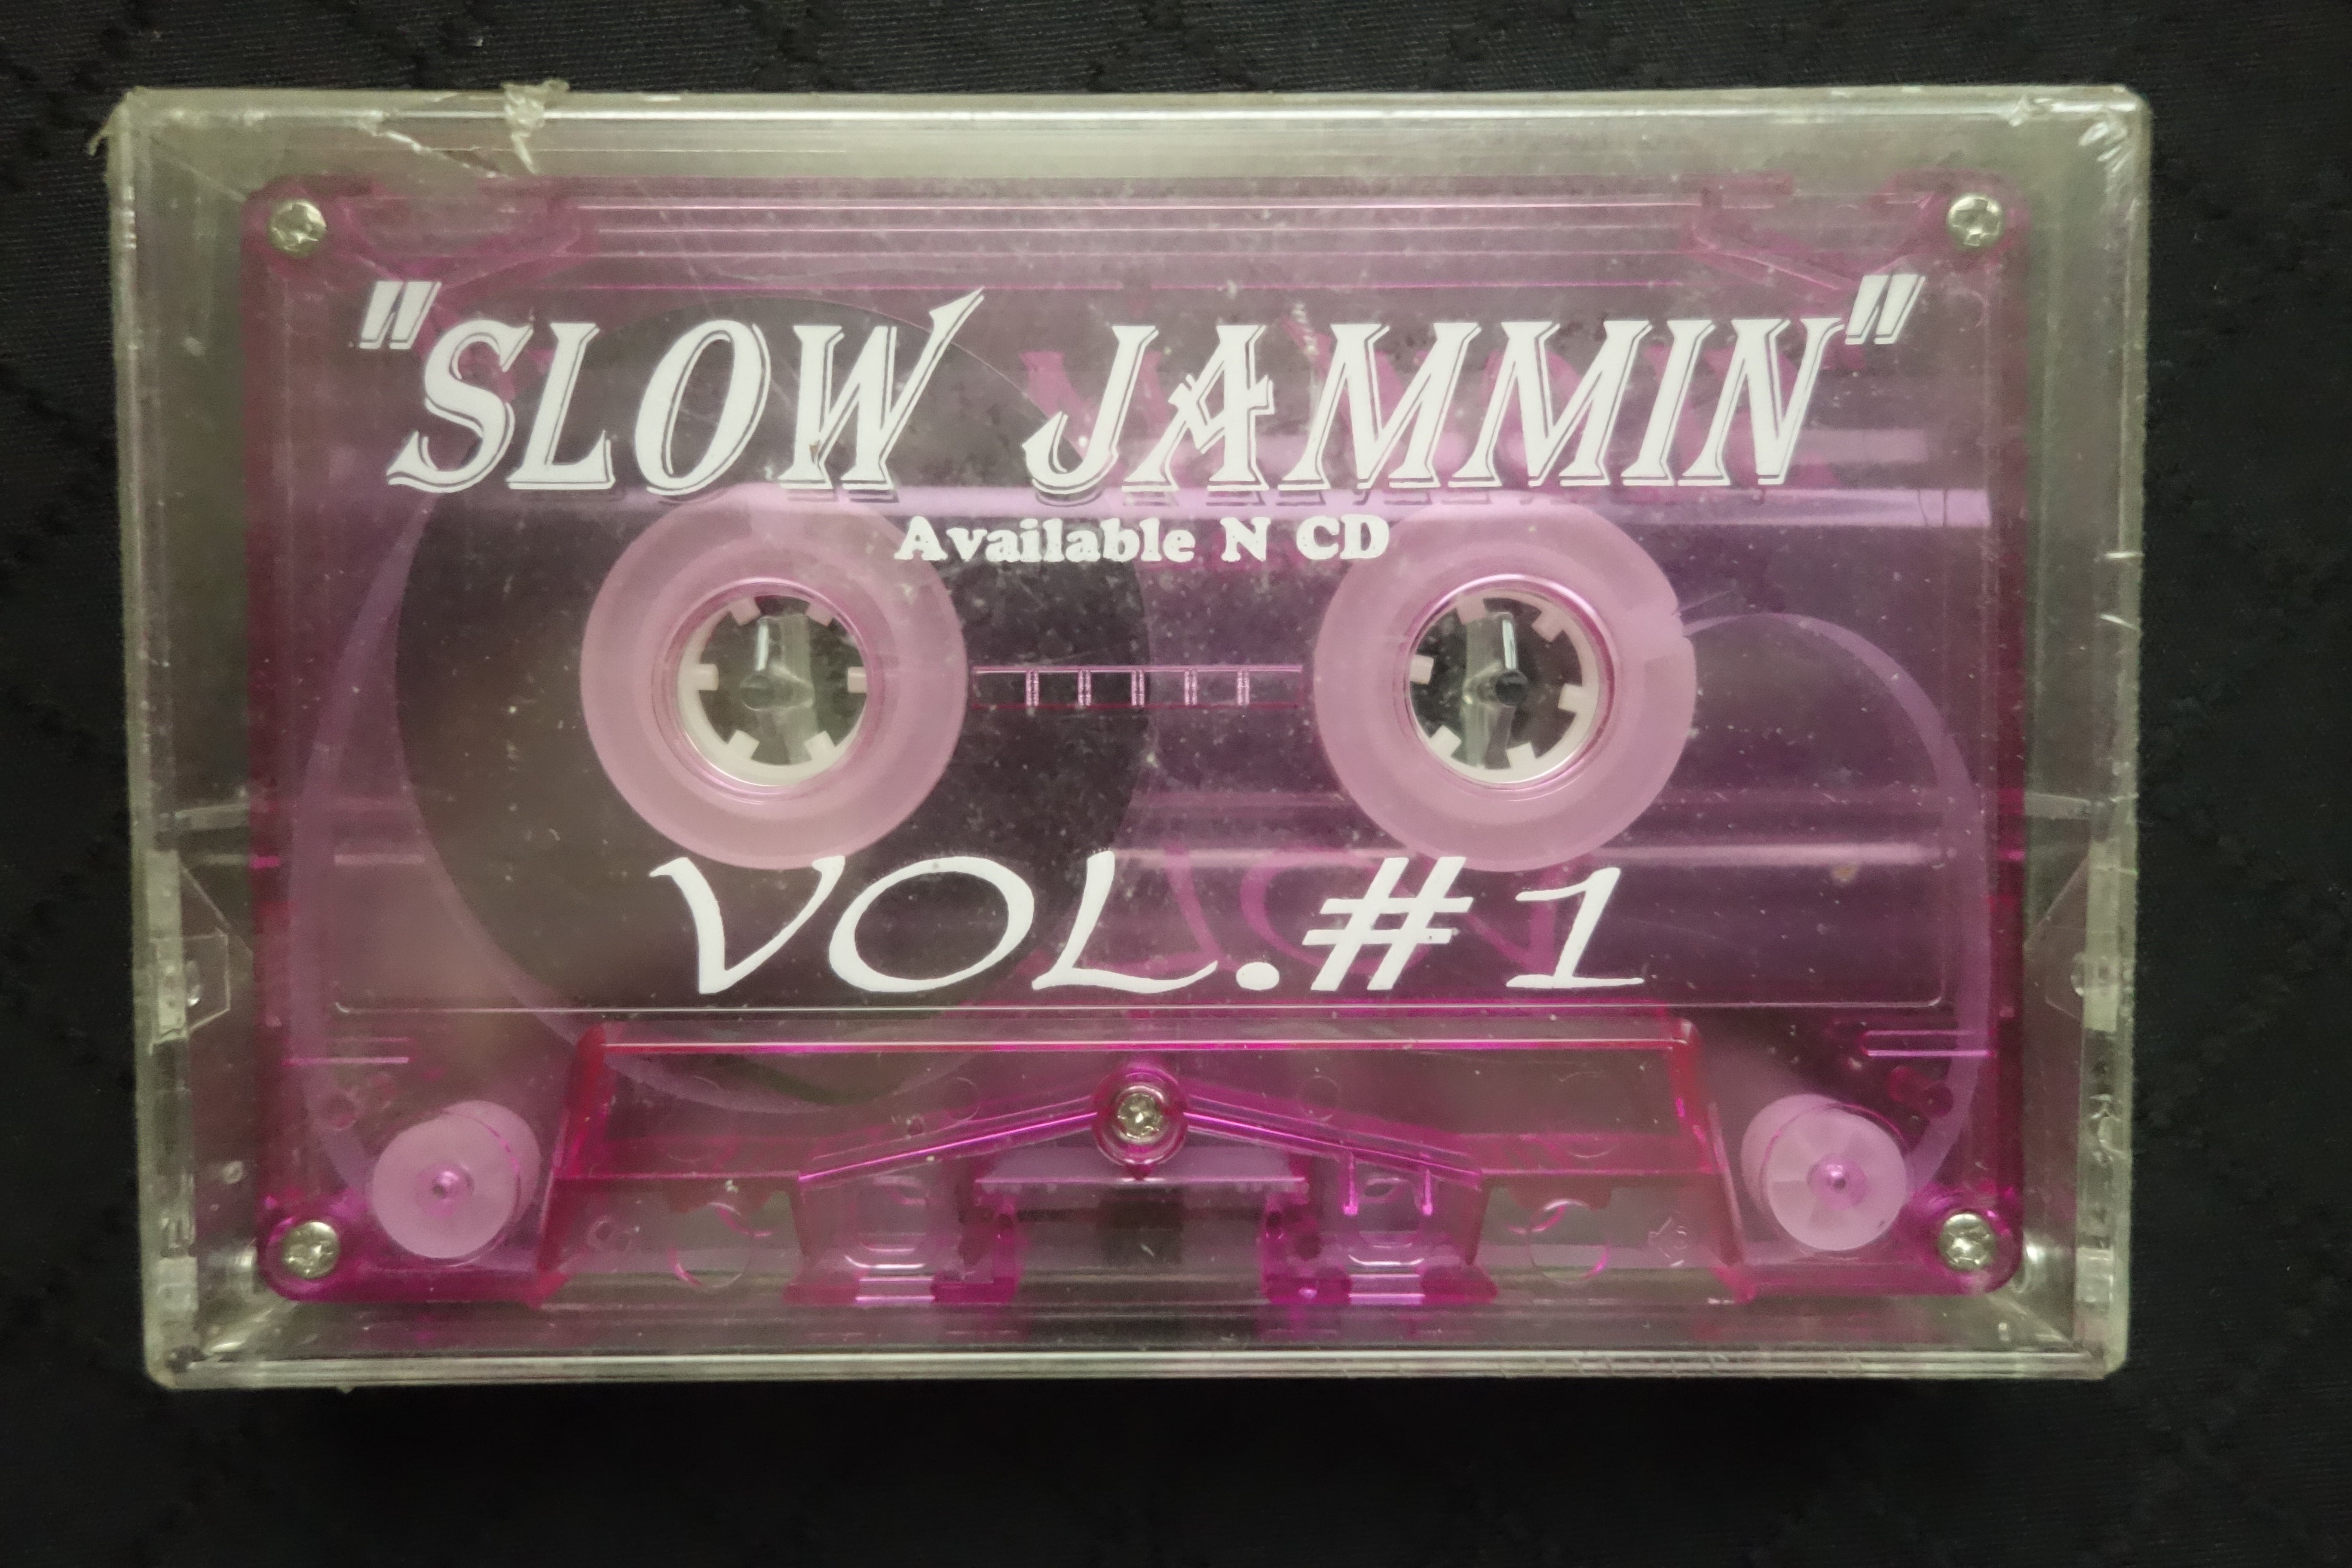 "SLOW JAMMIN"
Available N CD
VOL.#1